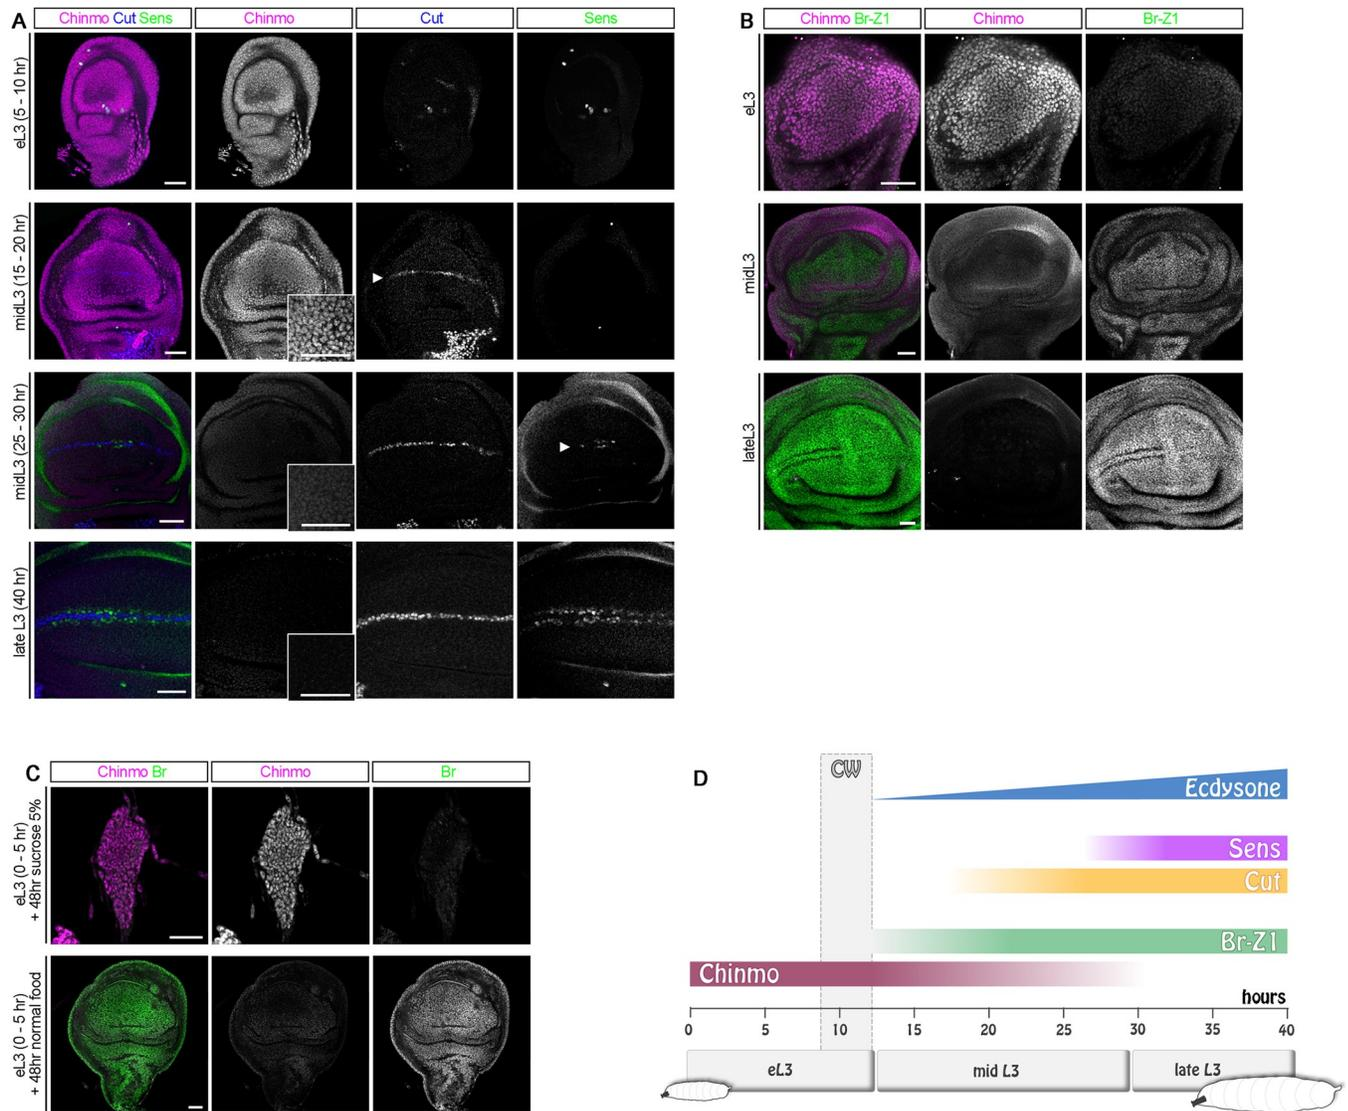 A
Chinmo Cut Sens
Chinmo
Cut
Sens
eL3 (5 - 10 hr)
midL3 (15 - 20 hr)
midL3 (25 - 30 hr)
late L3 (40 hr)
B
Chinmo Br-Z1
Chinmo
Br-Z1
eL3
midL3
lateL3
C
Chinmo Br
Chinmo
Br
eL3 (0 - 5 hr)
+ 48hr sucrose 5%
eL3 (0 - 5 hr)
+ 48hr normal food
D
CW
Ecdysone
Sens
Cut
Br-Z1
Chinmo
hours
0 5 10 15 20 25 30 35 40
eL3 mid L3 late L3